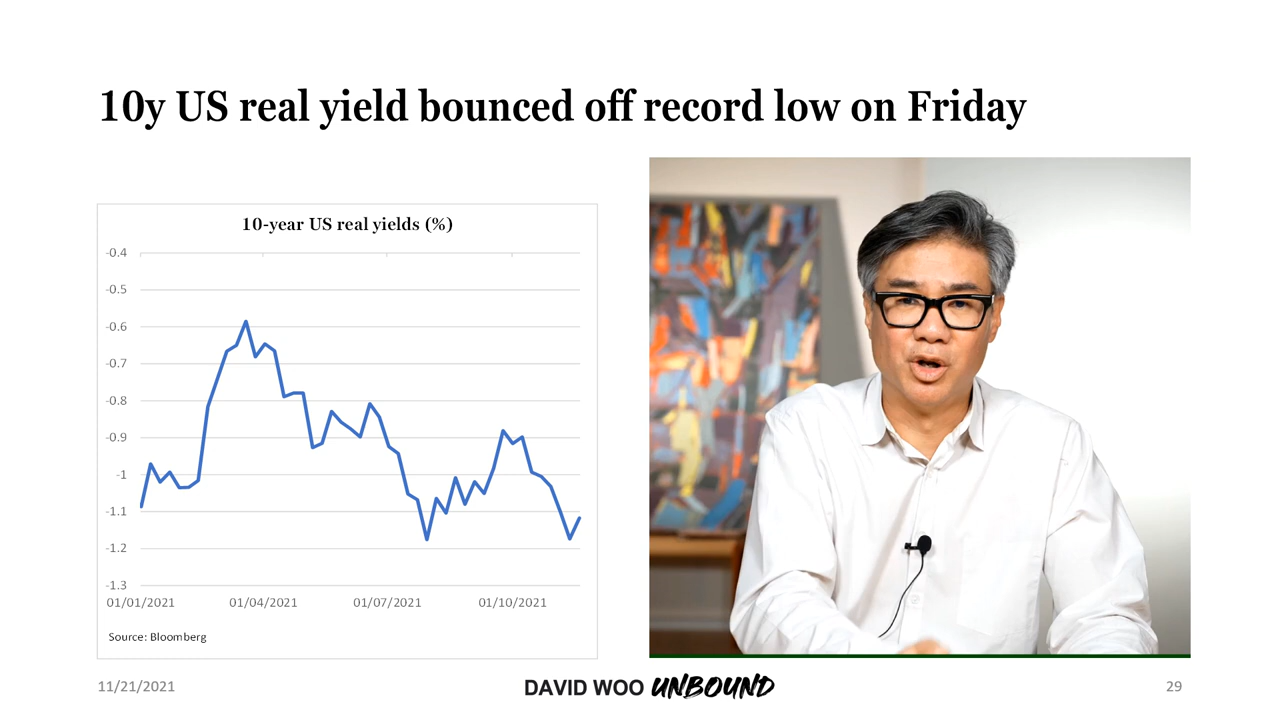 10y US real yield bounced off record low on Friday
10-year US real yields (%)
-0.4
-0.5
-0.6
-0.7
-0.8
-0.9
-1
-1.1
-1.2
-1.3
01/01/2021 01/04/2021 01/07/2021 01/10/2021
Source: Bloomberg
11/21/2021 DAVID WOO UNBOUND 29